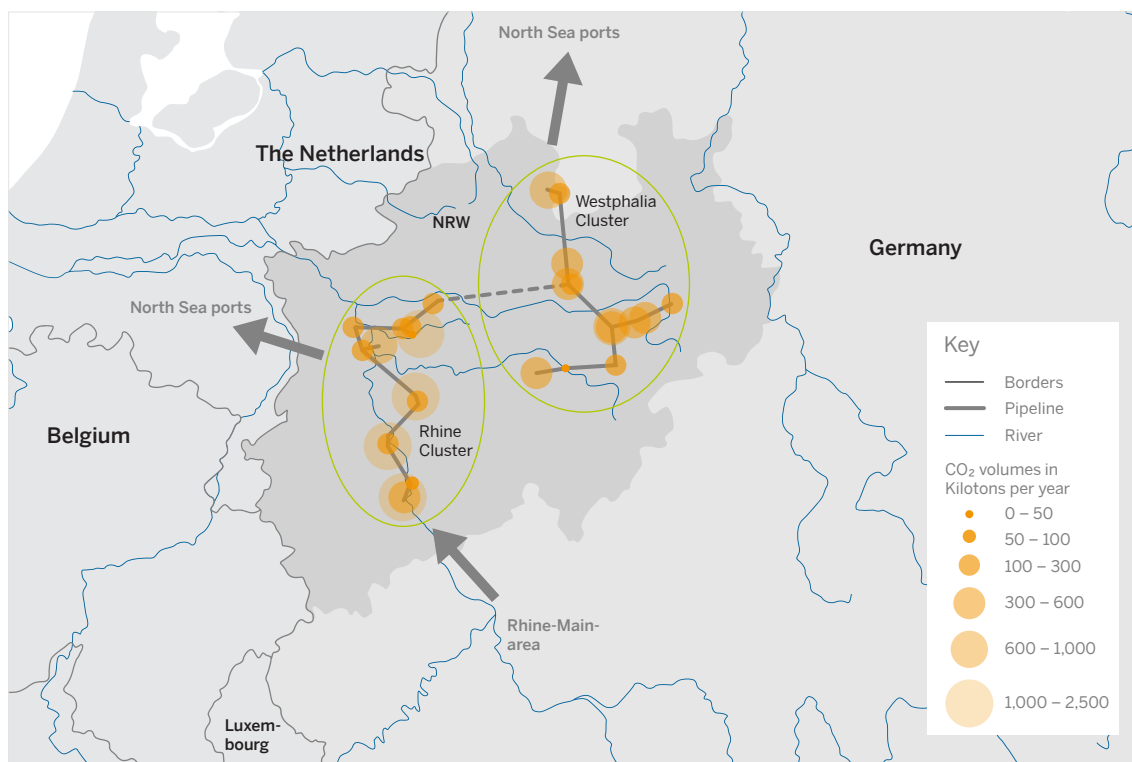 North Sea ports
The Netherlands
NRW
Westphalia
Cluster
Germany
North Sea ports
Belgium
Rhine
Cluster
Rhine-Main-
area
Luxem-
bourg
Key
Borders
Pipeline
River
CO₂ volumes in
Kilotons per year
0 – 50
50 – 100
100 – 300
300 – 600
600 – 1,000
1,000 – 2,500